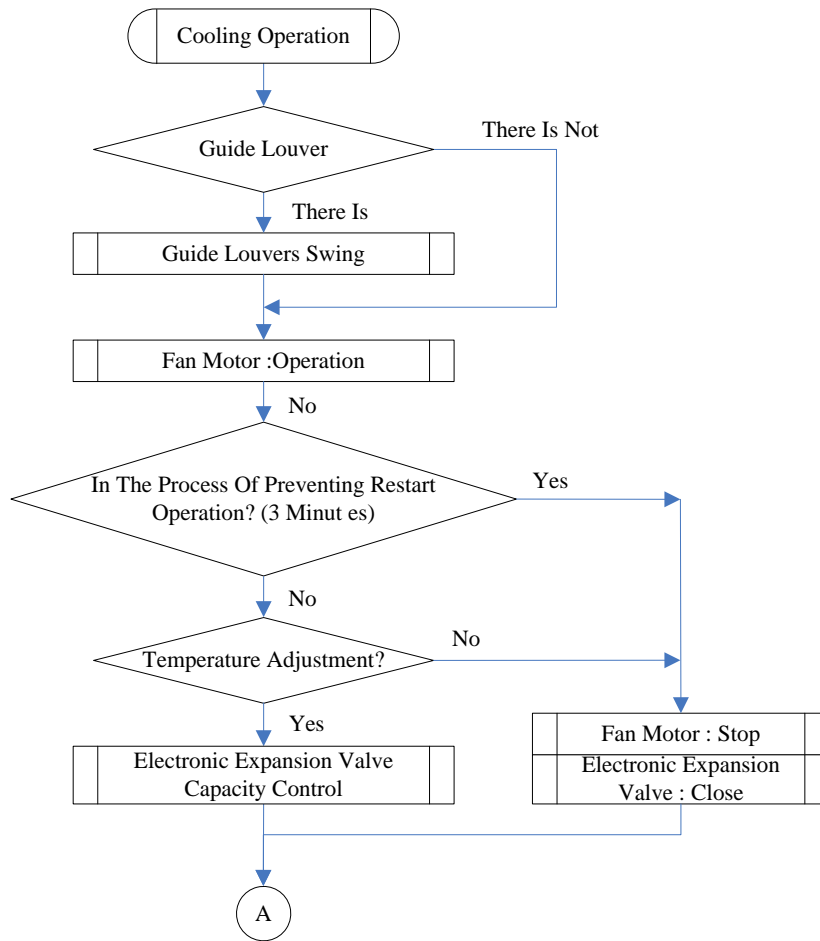 Cooling Operation
Guide Louver
There Is Not
There Is
Guide Louvers Swing
Fan Motor :Operation
No
In The Process Of Preventing Restart
Operation? (3 Minut es)
Yes
No
Temperature Adjustment?
No
Yes
Electronic Expansion Valve
Capacity Control
Fan Motor : Stop
Electronic Expansion
Valve : Close
A